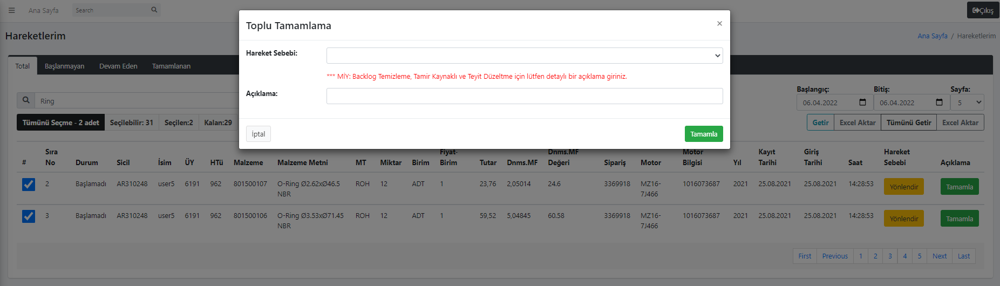 Ana Sayfa
Search
Çıkış
Toplu Tamamlama
×
Hareketlerim
Ana Sayfa / Hareketlerim
Hareket Sebebi:
*** MİY: Backlog Temizleme, Tamir Kaynaklı ve Teyit Düzeltme için lütfen detaylı bir açıklama giriniz.
Açıklama:
İptal
Tamamla
Total Başlanmayan Devam Eden Tamamlanan
Başlangıç: Bitiş: Sayfa:
Ring
06.04.2022 06.04.2022 5
Tümünü Seçme - 2 adet Seçilebilir: 31 Seçilen:2 Kalan:29
Getir Excel Aktar Tümünü Getir Excel Aktar
# Sıra No Durum Sicil İsim ÜY HTü Malzeme Malzeme Metni MT Miktar Birim Fiyat-Birim Tutar Dnms.MF Dnms.MF Değeri Sipariş Motor Motor Bilgisi Yıl Kayıt Tarihi Giriş Tarihi Saat Hareket Sebebi Açıklama
2 Başlamadı AR310248 user5 6191 962 801500107 O-Ring Ø2.62xØ46.5 NBR ROH 12 ADT 1 23,76 2,05014 24.6 3369918 MZ16-7J466 1016073687 2021 25.08.2021 25.08.2021 14:28:53 Yönlendir Tamamla
3 Başlamadı AR310248 user5 6191 962 801500106 O-Ring Ø3.53xØ71.45 NBR ROH 12 ADT 1 59,52 5,04845 60.58 3369918 MZ16-7J466 1016073687 2021 25.08.2021 25.08.2021 14:28:53 Yönlendir Tamamla
First Previous 1 2 3 4 5 Next Last